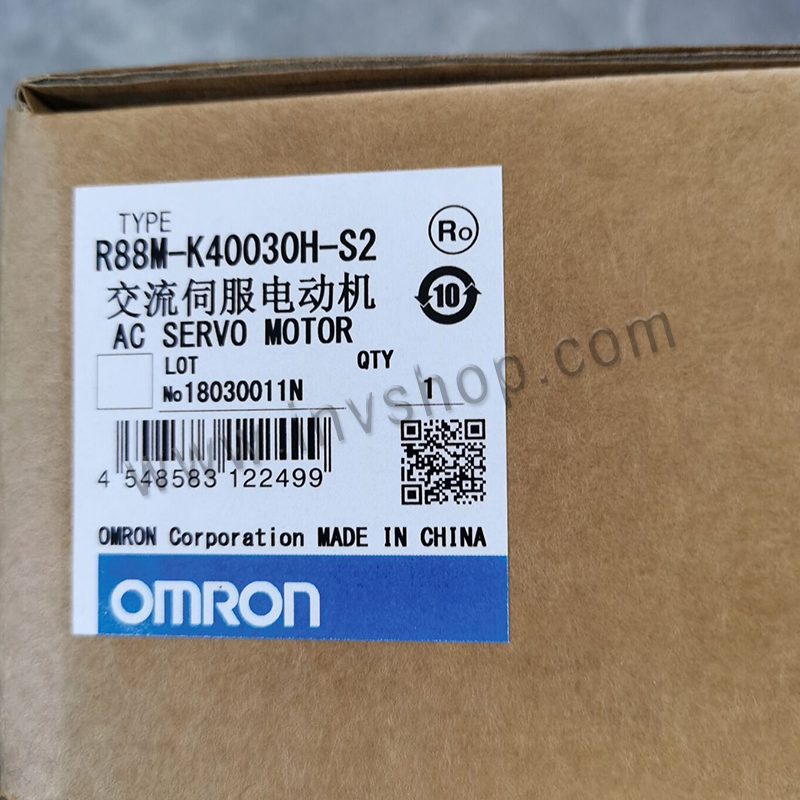 TYPE
R88M-K40030H-S2
Ro
交流伺服电动机
10
AC SERVO MOTOR
LOT QTY
No18030011N 1
4 548583 122499
OMRON Corporation MADE IN CHINA
OMRON
www.invshop.com